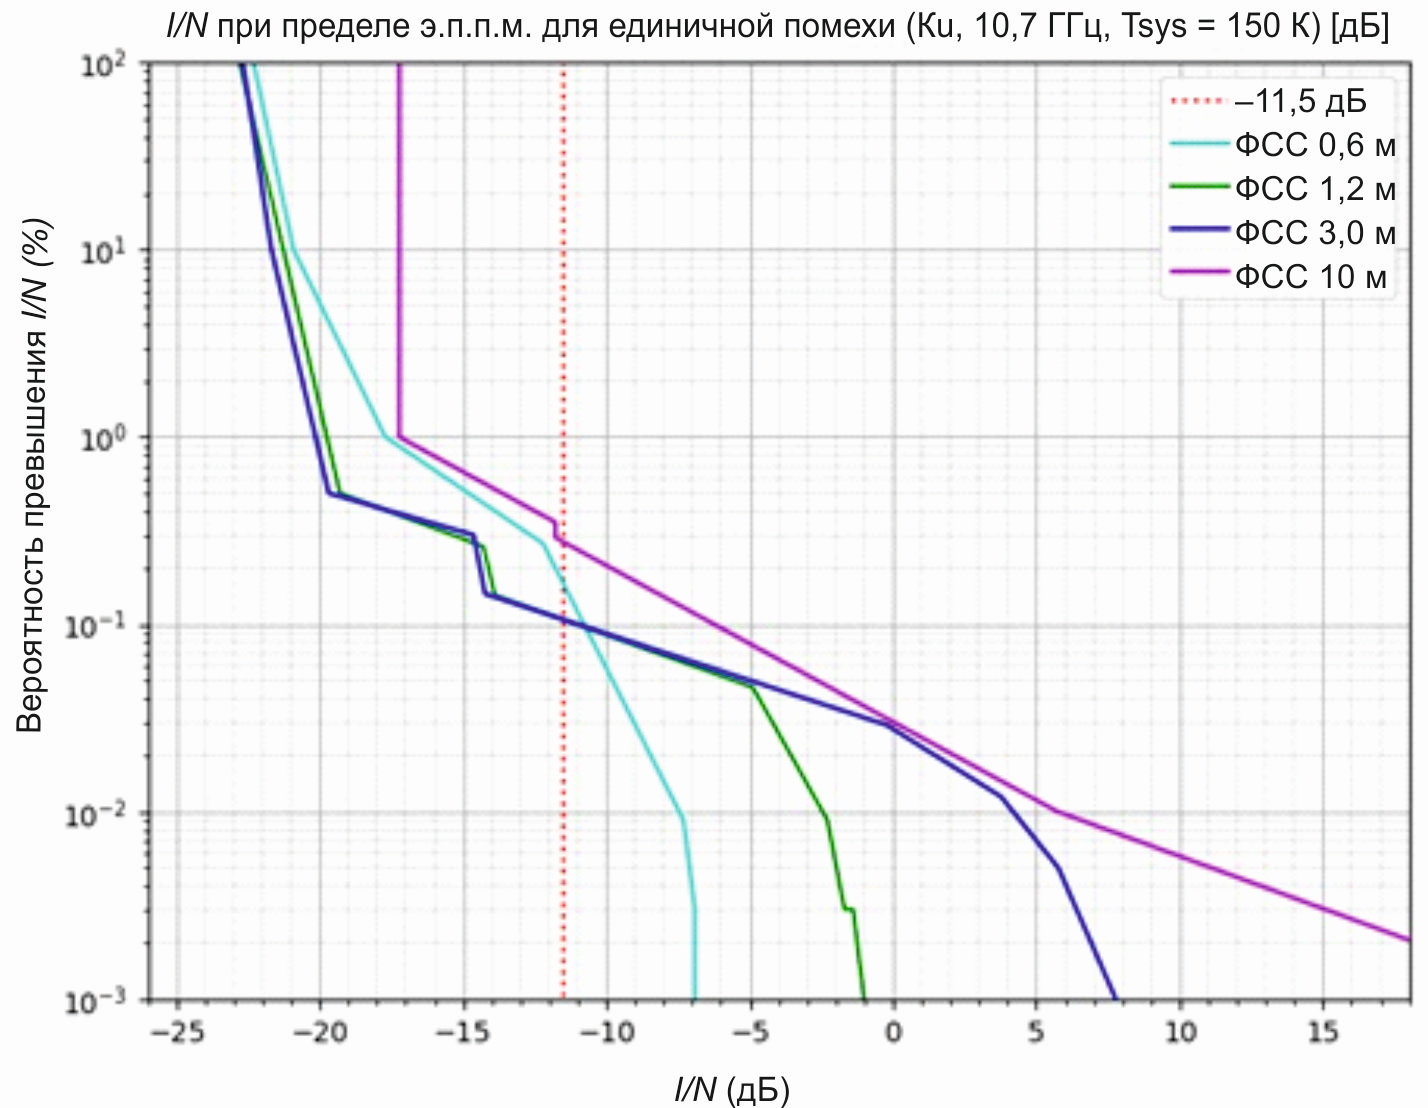 I/N при пределе э.п.п.м. для единичной помехи (Ku, 10,7 ГГц, Tsys = 150 К) [дБ]
10²
10¹
10⁰
10⁻¹
10⁻²
10⁻³
Вероятность превышения I/N (%)
–11,5 дБ
ФСС 0,6 м
ФСС 1,2 м
ФСС 3,0 м
ФСС 10 м
−25 −20 −15 −10 −5 0 5 10 15
I/N (дБ)